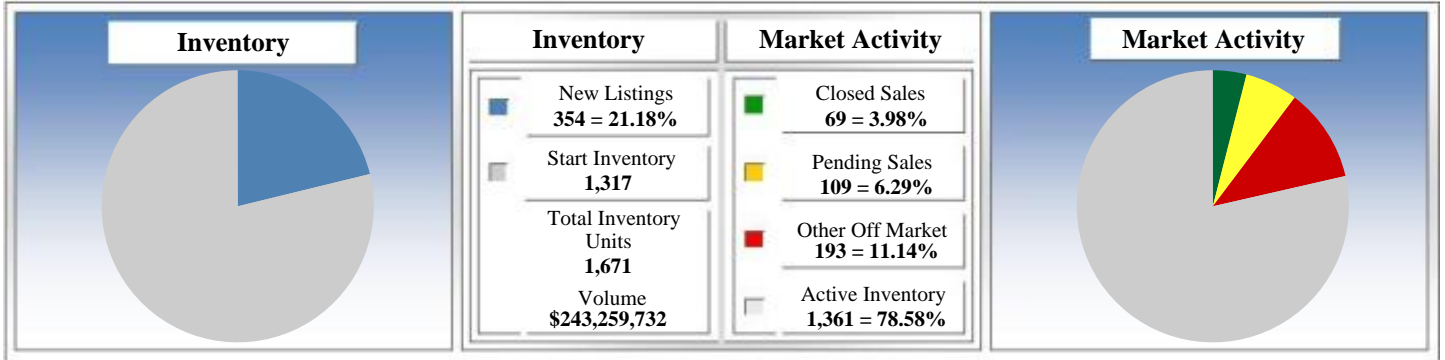 Inventory
Inventory
Market Activity
New Listings
354 = 21.18%
Start Inventory
1,317
Total Inventory
Units
1,671
Volume
$243,259,732
Closed Sales
69 = 3.98%
Pending Sales
109 = 6.29%
Other Off Market
193 = 11.14%
Active Inventory
1,361 = 78.58%
Market Activity